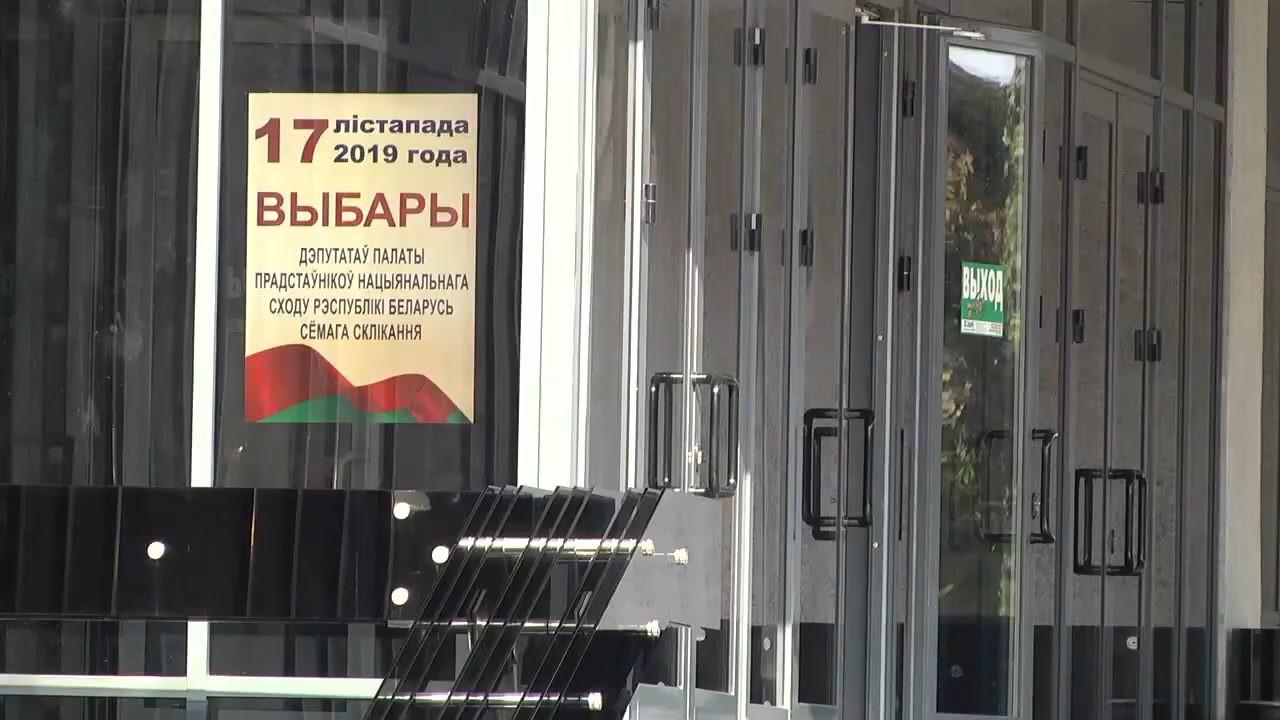 17 лістапада
2019 года
ВЫБАРЫ
ДЭПУТАТАЎ ПАЛАТЫ
ПРАДСТАЎНІКОЎ НАЦЫЯНАЛЬНАГА
СХОДУ РЭСПУБЛІКІ БЕЛАРУСЬ
СЁМАГА СКЛІКАННЯ
ВЫХОД